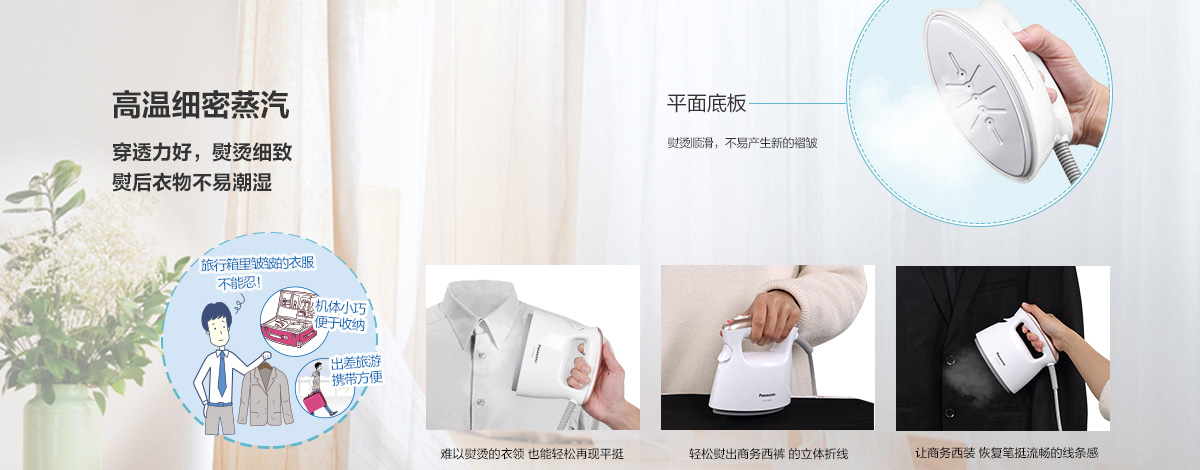 高温细密蒸汽
穿透力好，熨烫细致
熨后衣物不易潮湿
平面底板
熨烫顺滑，不易产生新的褶皱
旅行箱里皱皱的衣服
不能忍！
机体小巧
便于收纳
出差旅游
携带方便
Panasonic
Panasonic
Panasonic
难以熨烫的衣领 也能轻松再现平挺
轻松熨出商务西裤 的立体折线
让商务西装 恢复笔挺流畅的线条感